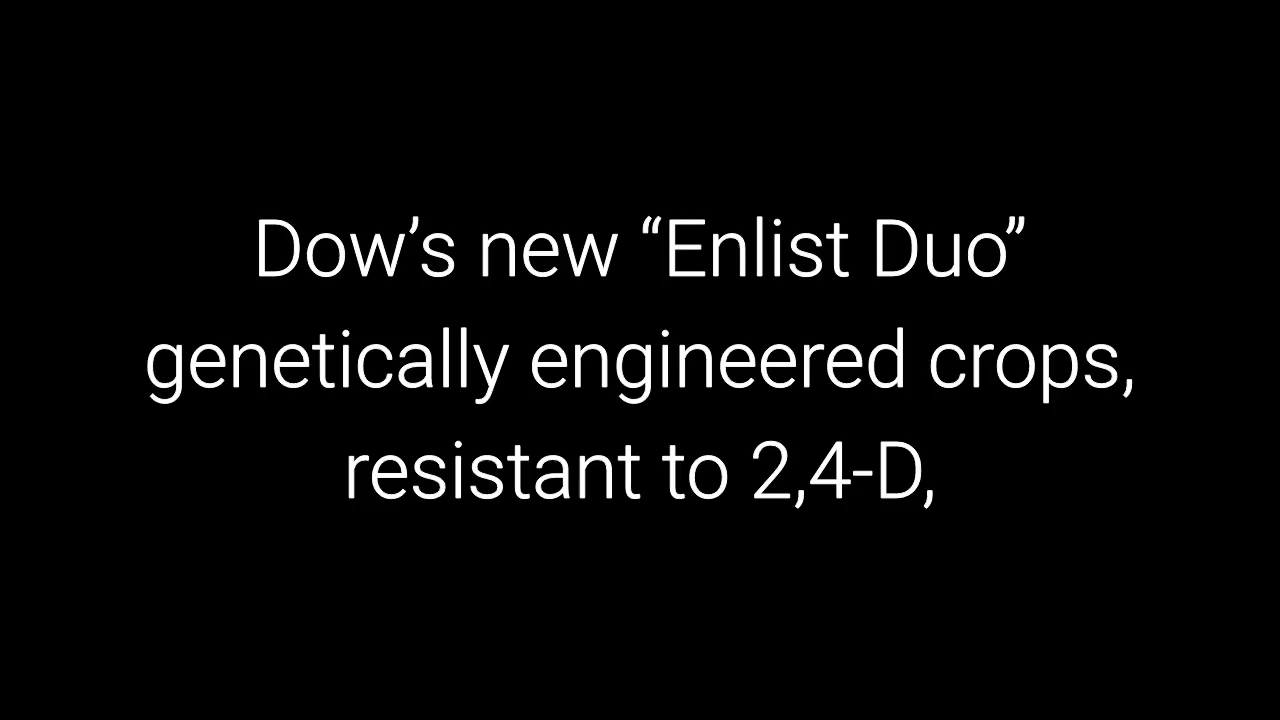 Dow’s new “Enlist Duo”
genetically engineered crops,
resistant to 2,4-D,